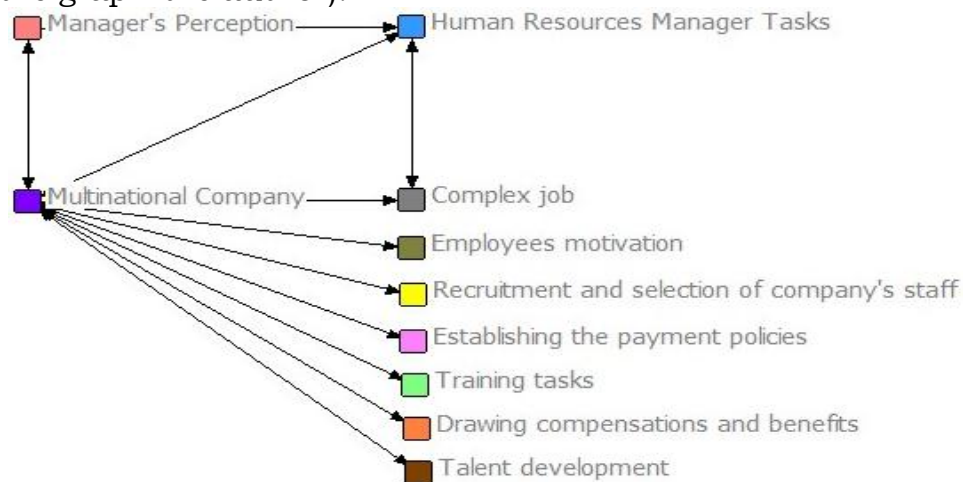 Manager's Perception
Human Resources Manager Tasks
Multinational Company
Complex job
Employees motivation
Recruitment and selection of company's staff
Establishing the payment policies
Training tasks
Drawing compensations and benefits
Talent development